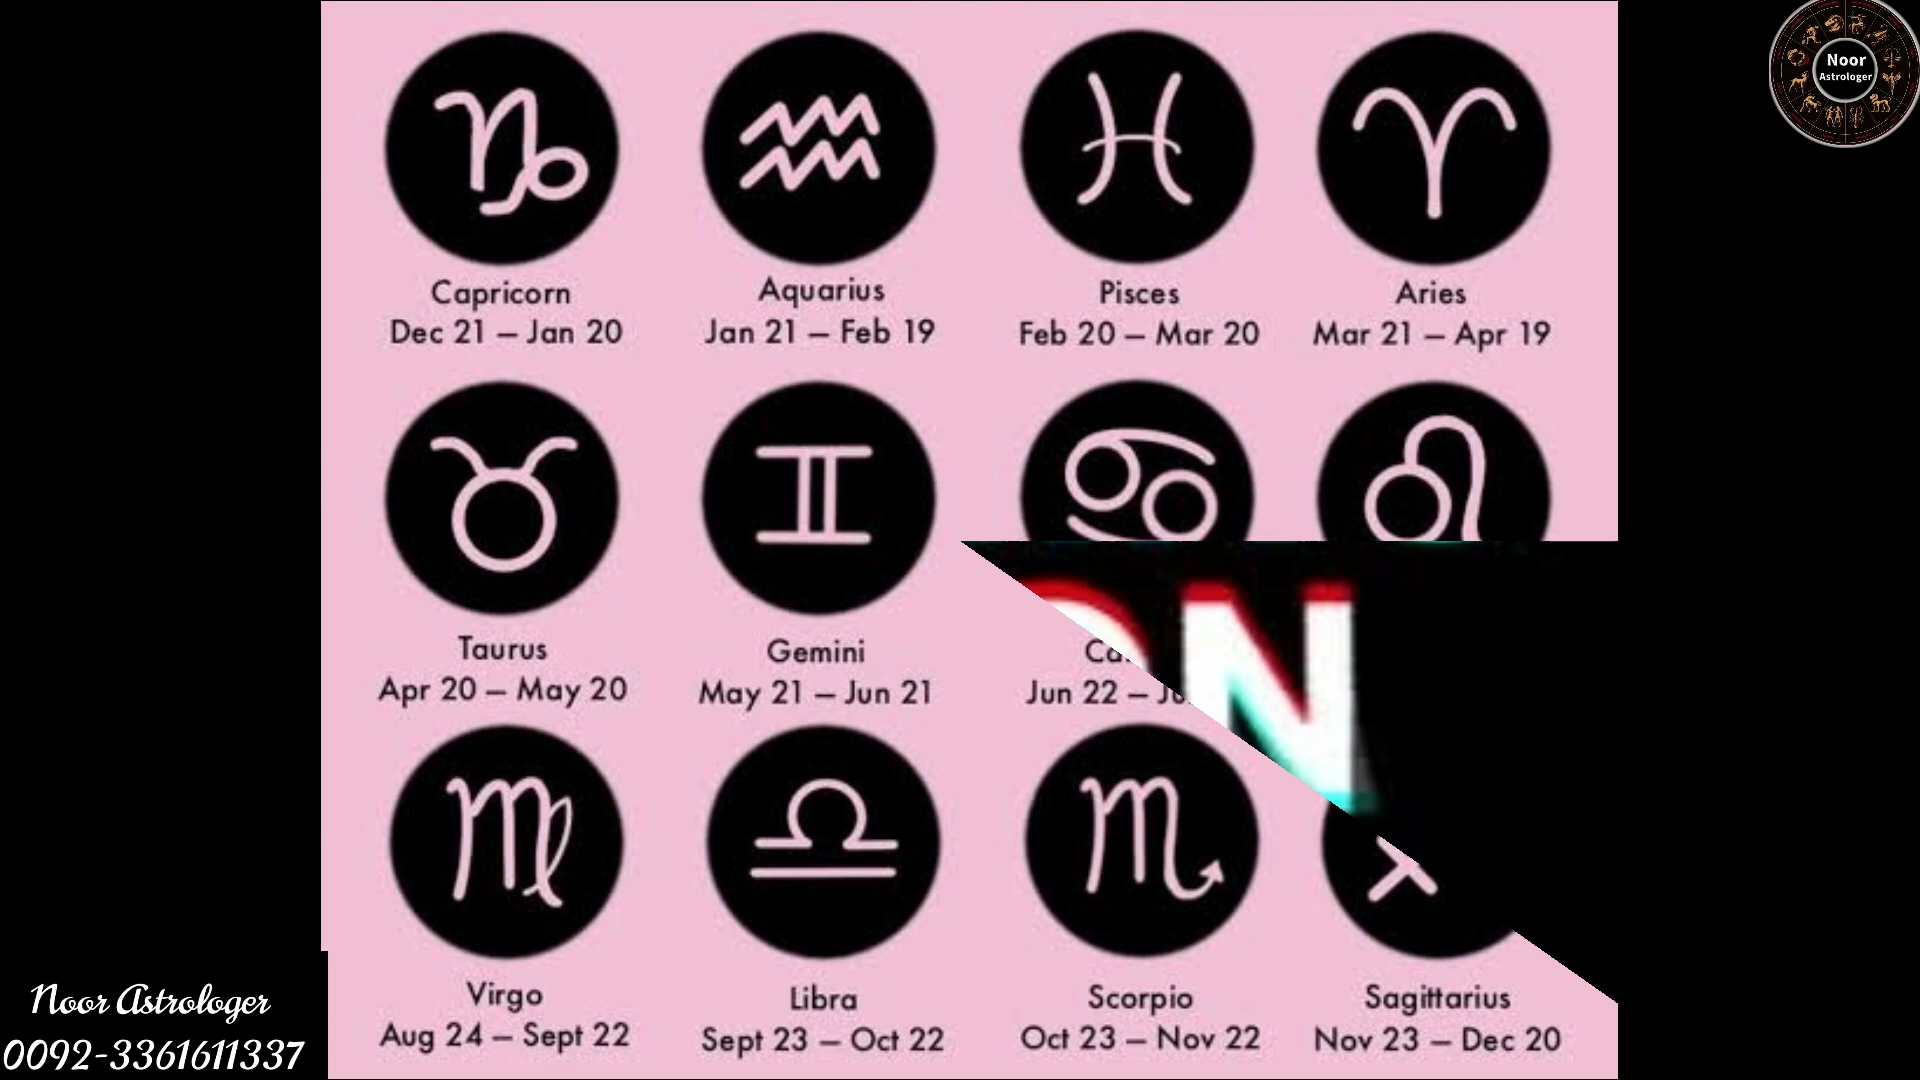 Noor
Astrologer
Capricorn
Dec 21 – Jan 20
Aquarius
Jan 21 – Feb 19
Pisces
Feb 20 – Mar 20
Aries
Mar 21 – Apr 19
Taurus
Apr 20 – May 20
Gemini
May 21 – Jun 21
Jun 22 –
N
Virgo
Aug 24 – Sept 22
Libra
Sept 23 – Oct 22
Scorpio
Oct 23 – Nov 22
Sagittarius
Nov 23 – Dec 20
Noor Astrologer
0092-3361611337